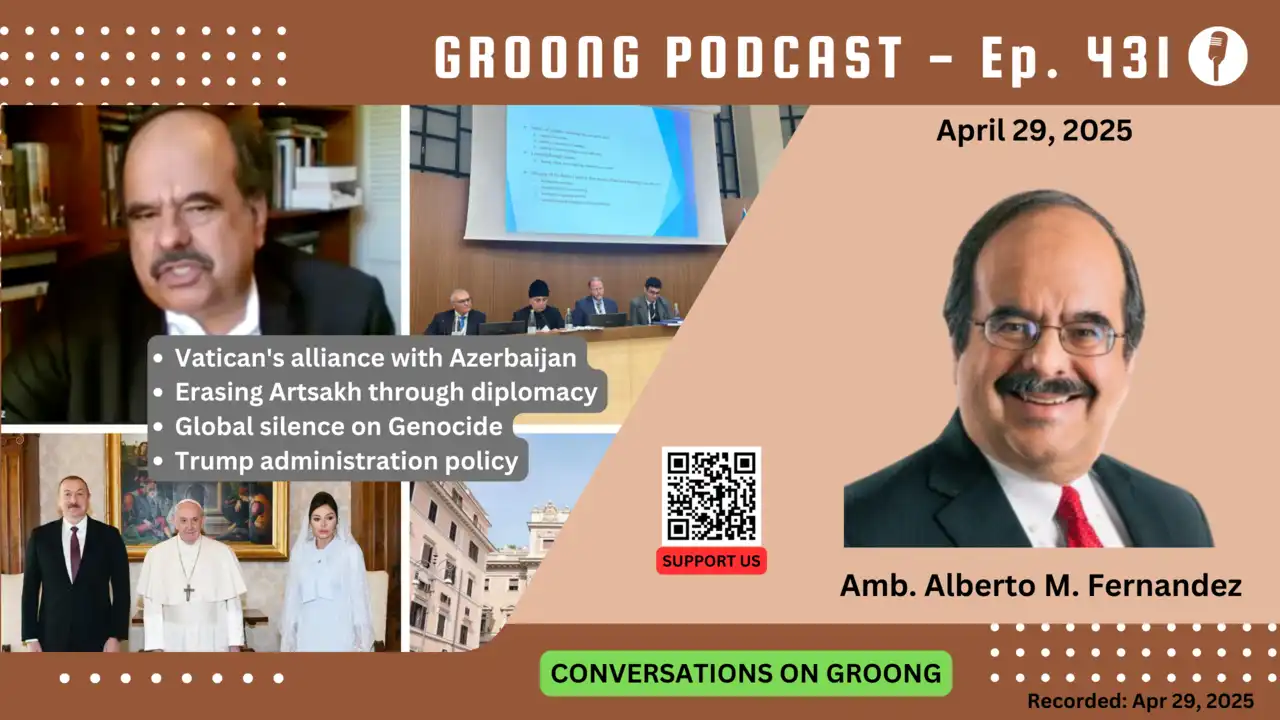 GROONG PODCAST - Ep. 431
April 29, 2025
• Vatican's alliance with Azerbaijan
• Erasing Artsakh through diplomacy
• Global silence on Genocide
• Trump administration policy
SUPPORT US
Amb. Alberto M. Fernandez
CONVERSATIONS ON GROONG
Recorded: Apr 29, 2025